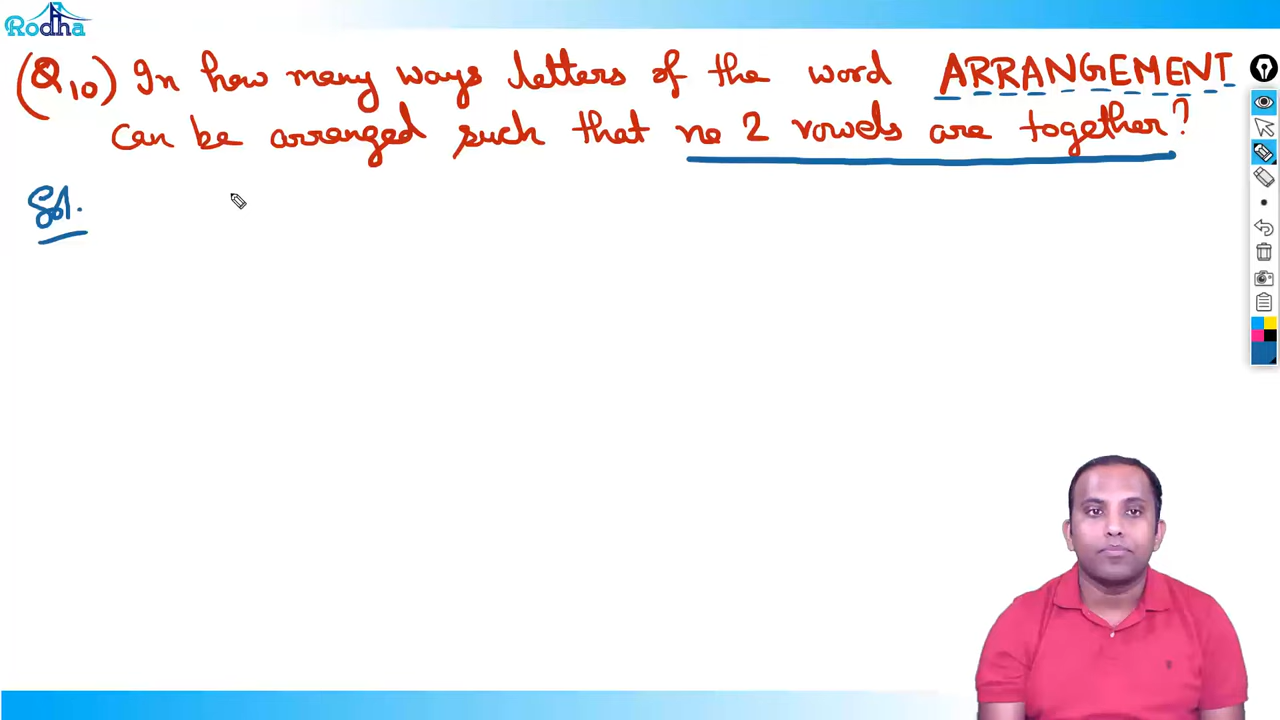 Rodha
(Q10) In how many ways letters of the word ARRANGEMENT
can be arranged such that no 2 vowels are together?
Sol.